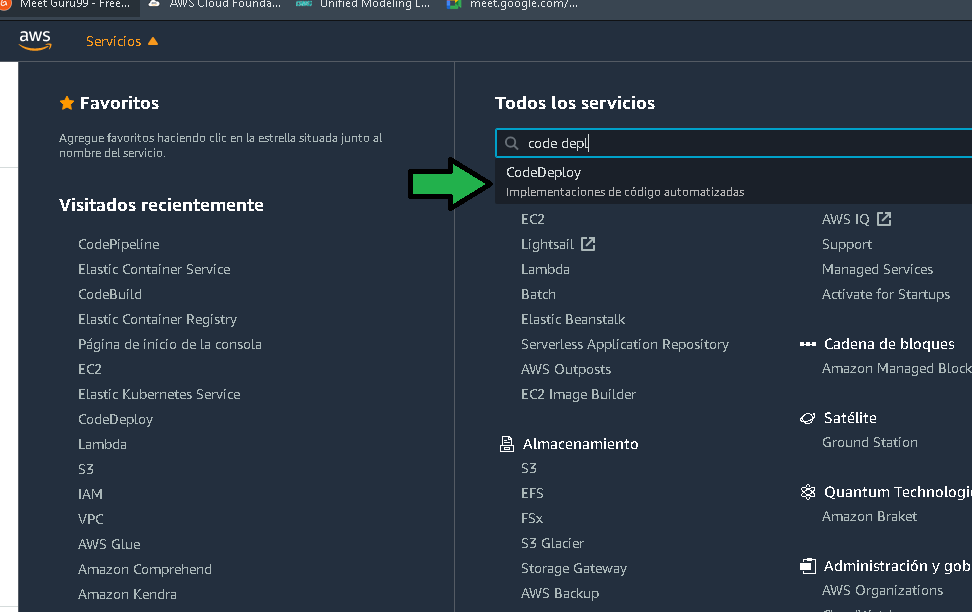 Meet Guru99 - Free...
AWS Cloud Founda...
Unified Modeling L...
meet.google.com/...
aws
Servicios
Favoritos
Agregue favoritos haciendo clic en la estrella situada junto al
nombre del servicio.
Visitados recientemente
CodePipeline
Elastic Container Service
CodeBuild
Elastic Container Registry
Página de inicio de la consola
EC2
Elastic Kubernetes Service
CodeDeploy
Lambda
S3
IAM
VPC
AWS Glue
Amazon Comprehend
Amazon Kendra
Todos los servicios
code depl
CodeDeploy
Implementaciones de código automatizadas
EC2
Lightsail
Lambda
Batch
Elastic Beanstalk
Serverless Application Repository
AWS Outposts
EC2 Image Builder
Almacenamiento
S3
EFS
FSx
S3 Glacier
Storage Gateway
AWS Backup
AWS IQ
Support
Managed Services
Activate for Startups
Cadena de bloques
Amazon Managed Block
Satélite
Ground Station
Quantum Technologi
Amazon Braket
Administración y gob
AWS Organizations